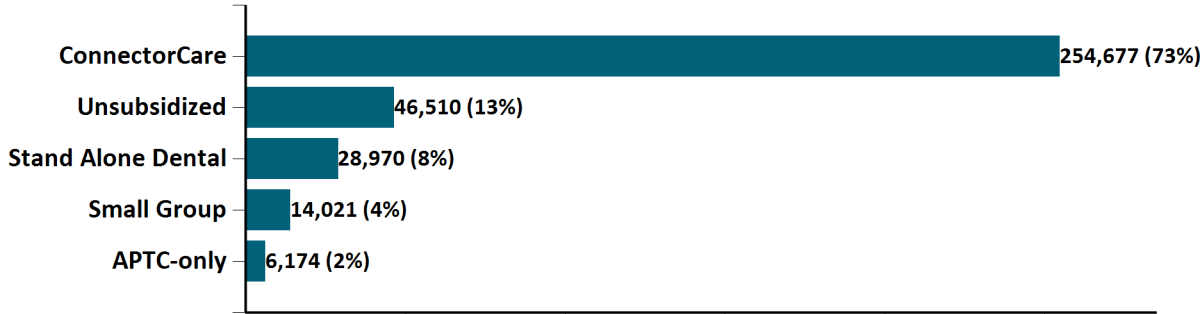 ConnectorCare 254,677 (73%)
Unsubsidized 46,510 (13%)
Stand Alone Dental 28,970 (8%)
Small Group 14,021 (4%)
APTC-only 6,174 (2%)